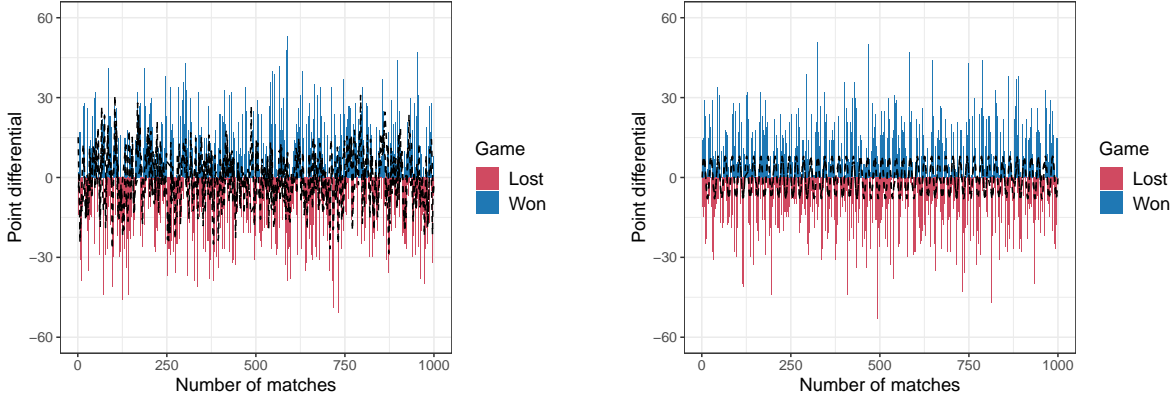 60
30
0
−30
−60
Point differential
0 250 500 750 1000
Number of matches
Game
Lost
Won
60
30
0
−30
−60
Point differential
0 250 500 750 1000
Number of matches
Game
Lost
Won